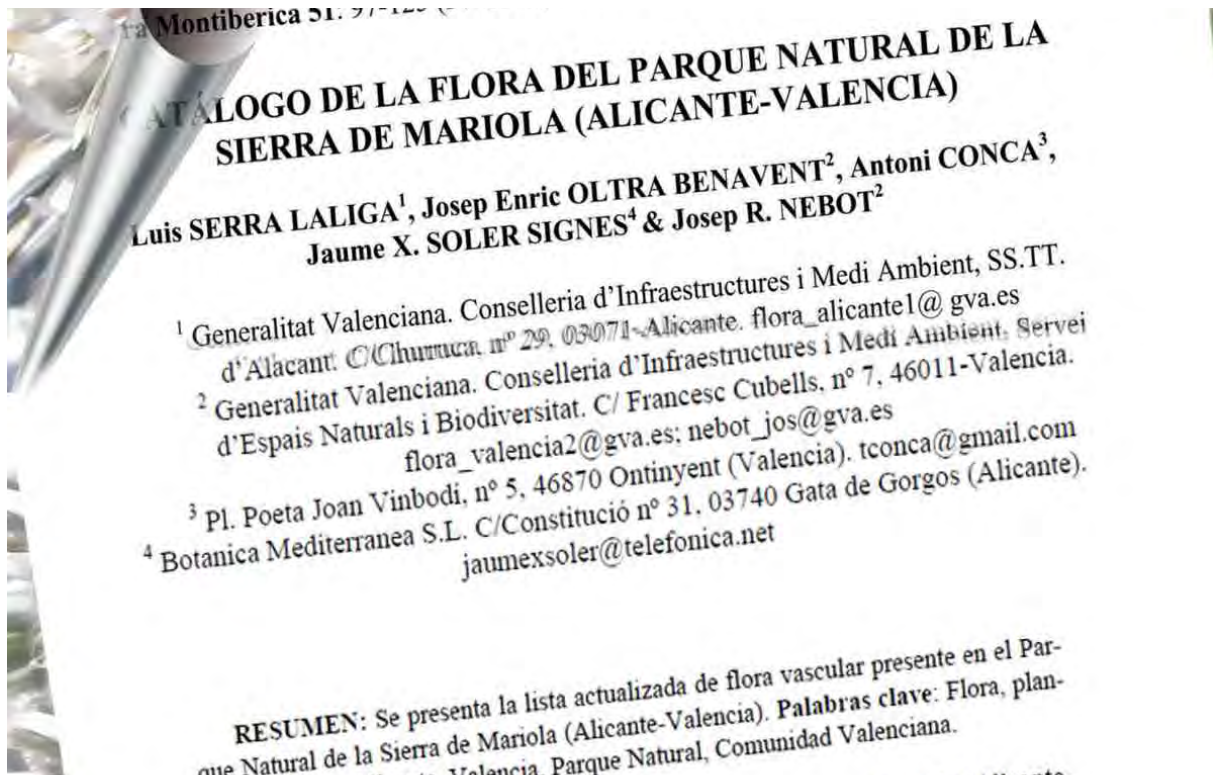 Montiberica 51: 97-125
CATÁLOGO DE LA FLORA DEL PARQUE NATURAL DE LA
SIERRA DE MARIOLA (ALICANTE-VALENCIA)
Luis SERRA LALIGA¹, Josep Enric OLTRA BENAVENT², Antoni CONCA³,
Jaume X. SOLER SIGNES⁴ & Josep R. NEBOT²
¹ Generalitat Valenciana. Conselleria d'Infraestructures i Medi Ambient, SS.TT.
d'Alacant. C/Churruca, nº 29, 03071-Alicante. flora_alicante1@ gva.es
² Generalitat Valenciana. Conselleria d'Infraestructures i Medi Ambient, Servei
d'Espais Naturals i Biodiversitat. C/ Francesc Cubells, nº 7, 46011-Valencia.
flora_valencia2@gva.es; nebot_jos@gva.es
³ Pl. Poeta Joan Vinbodi, nº 5, 46870 Ontinyent (Valencia). tconca@gmail.com
⁴ Botanica Mediterranea S.L. C/Constitució nº 31, 03740 Gata de Gorgos (Alicante).
jaumexsoler@telefonica.net
RESUMEN: Se presenta la lista actualizada de flora vascular presente en el Par-
que Natural de la Sierra de Mariola (Alicante-Valencia). Palabras clave: Flora, plan-
Valencia, Parque Natural, Comunidad Valenciana.